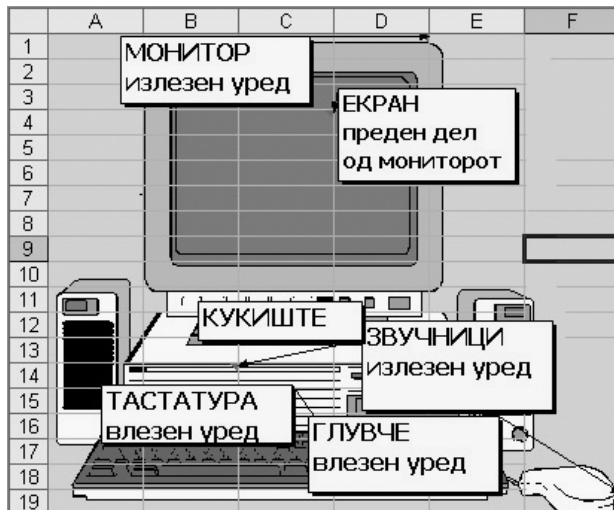 A B C D E F
1
2
3
4
5
6
7
8
9
10
11
12
13
14
15
16
17
18
19
МОНИТОР
излезен уред
ЕКРАН
преден дел
од мониторот
КУКИШТЕ
ЗВУЧНИЦИ
излезен уред
ТАСТАТУРА
влезен уред
ГЛУВЧЕ
влезен уред